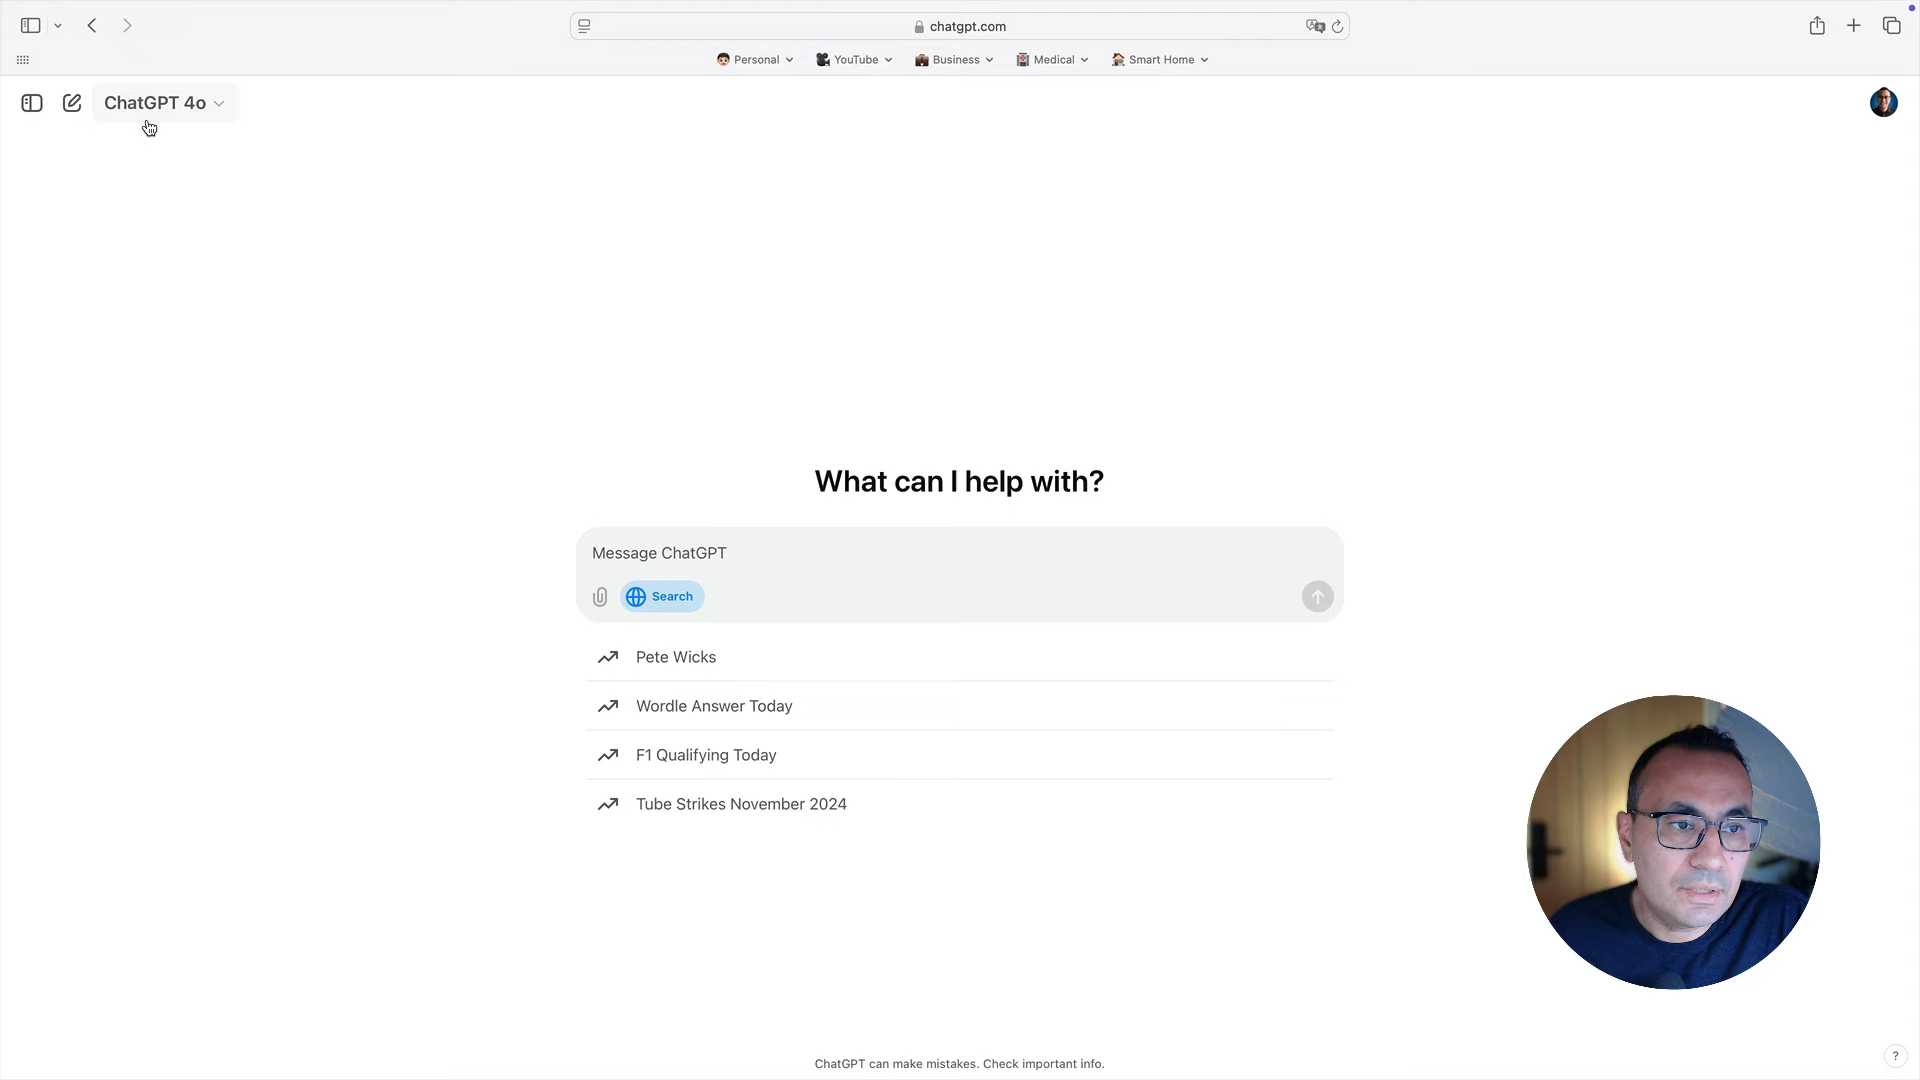 chatgpt.com
Personal
YouTube
Business
Medical
Smart Home
ChatGPT 4o
What can I help with?
Message ChatGPT
Search
Pete Wicks
Wordle Answer Today
F1 Qualifying Today
Tube Strikes November 2024
ChatGPT can make mistakes. Check important info.
?